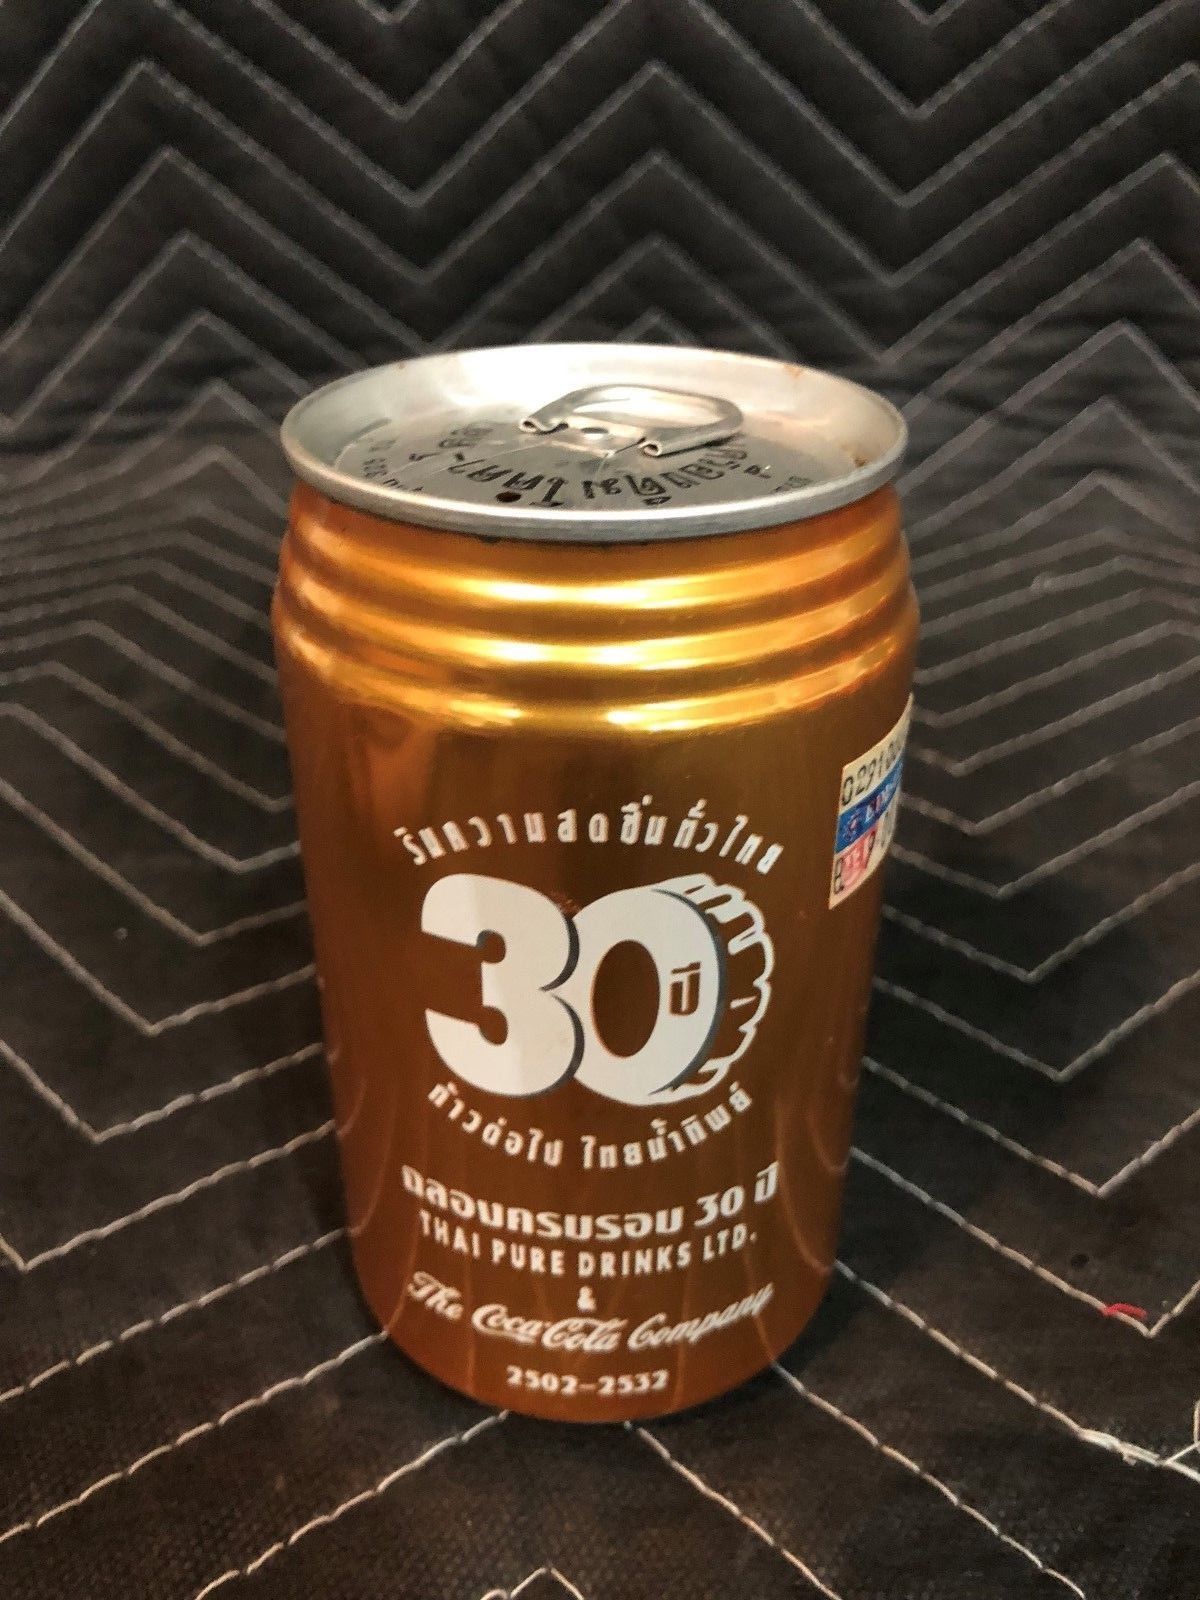 รินความสดชื่นทั่วไทย
30 ปี
ก้าวต่อไป ไทยน้ำทิพย์
ฉลองครบรอบ 30 ปี
THAI PURE DRINKS LTD.
&
The Coca-Cola Company
2502-2532